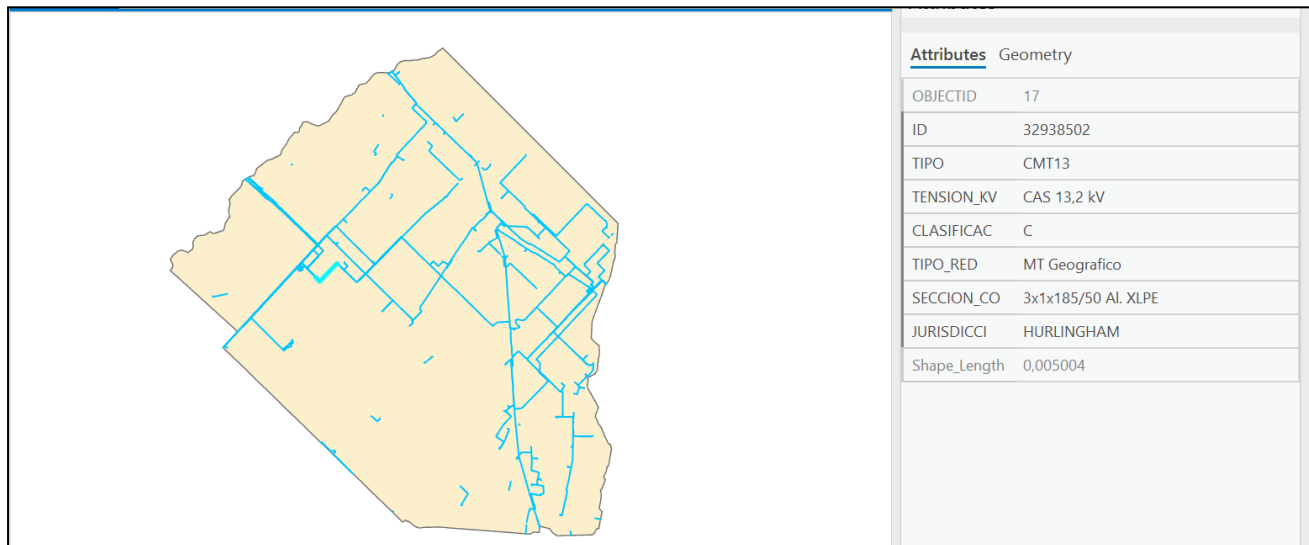 Attributes Geometry
OBJECTID 17
ID 32938502
TIPO CMT13
TENSION_KV CAS 13,2 kV
CLASIFICAC C
TIPO_RED MT Geografico
SECCION_CO 3x1x185/50 Al. XLPE
JURISDICCI HURLINGHAM
Shape_Length 0,005004